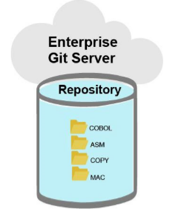 Enterprise
Git Server
Repository
COBOL
ASM
COPY
MAC